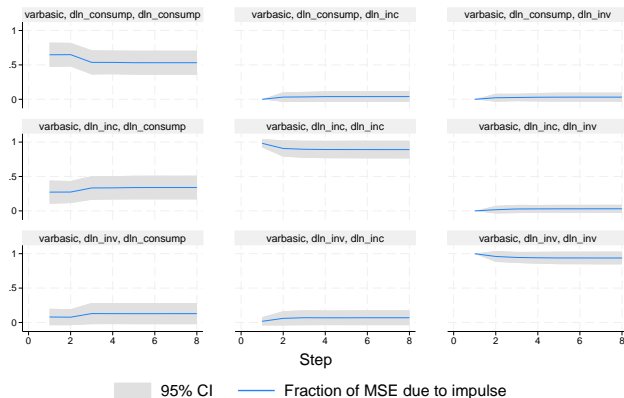 varbasic, dln_consump, dln_consump
varbasic, dln_consump, dln_inc
varbasic, dln_consump, dln_inv
1
.5
0
varbasic, dln_inc, dln_consump
varbasic, dln_inc, dln_inc
varbasic, dln_inc, dln_inv
1
.5
0
varbasic, dln_inv, dln_consump
varbasic, dln_inv, dln_inc
varbasic, dln_inv, dln_inv
1
.5
0
0 2 4 6 8
0 2 4 6 8
0 2 4 6 8
Step
95% CI
Fraction of MSE due to impulse